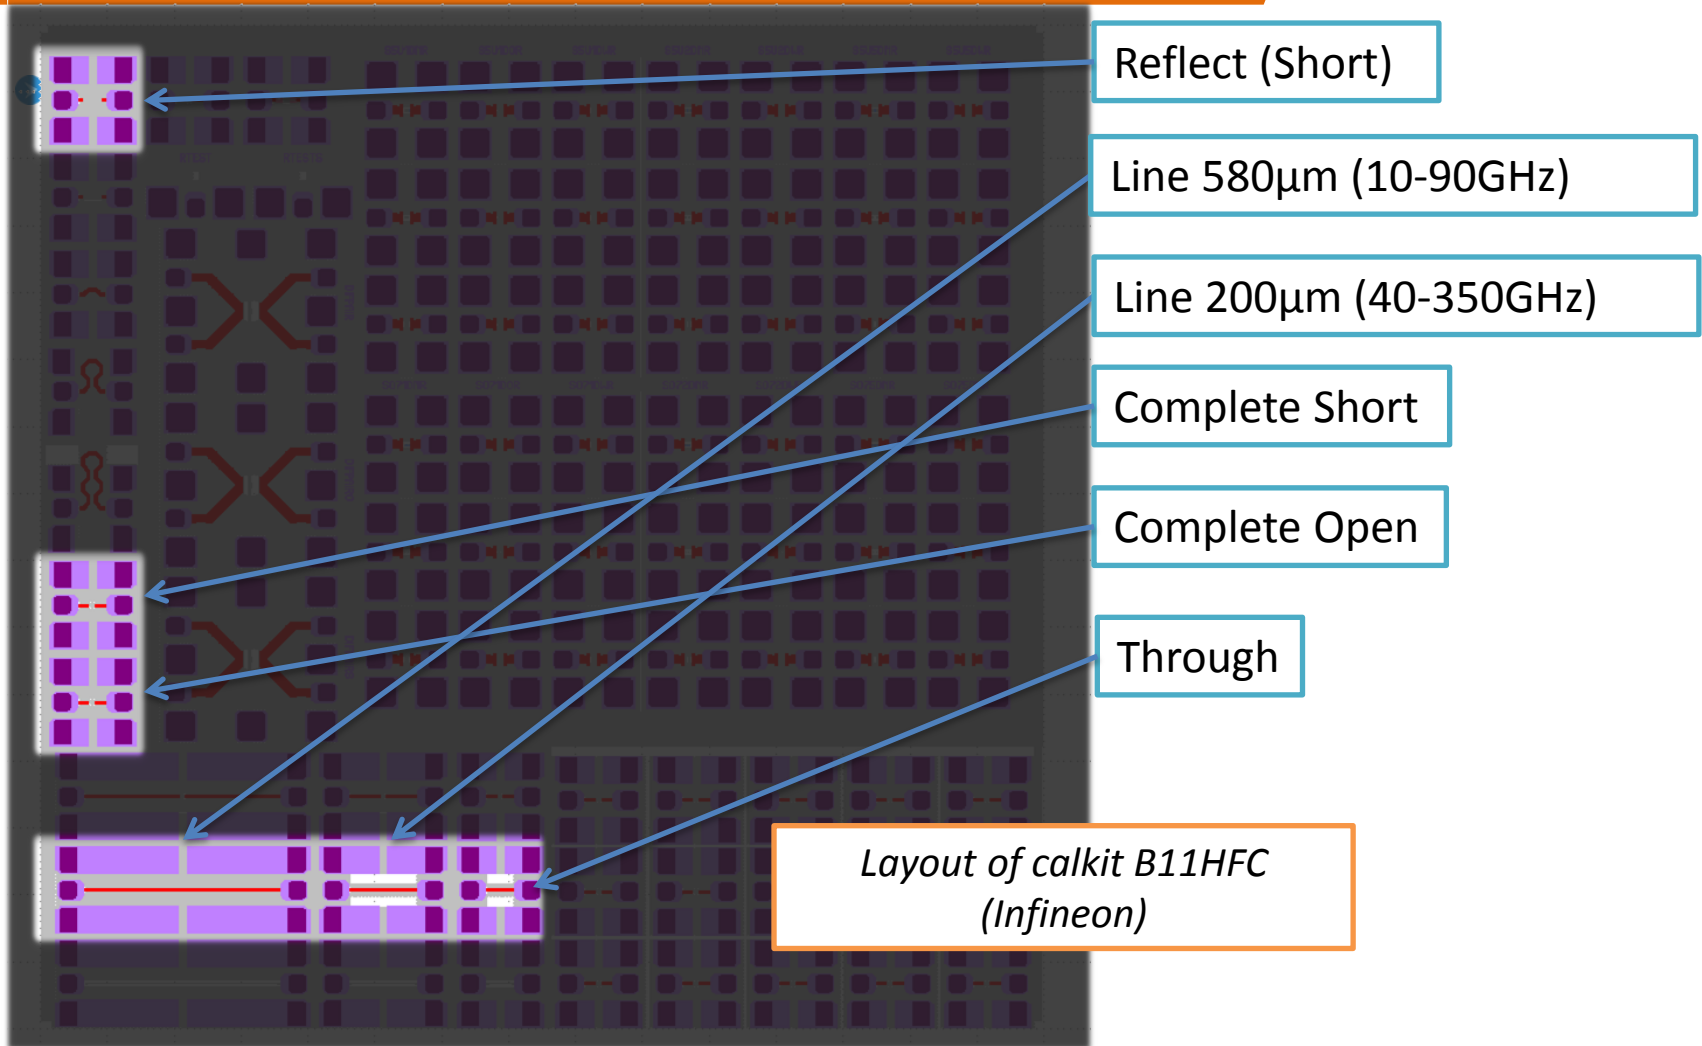 Reflect (Short)
Line 580µm (10-90GHz)
Line 200µm (40-350GHz)
Complete Short
Complete Open
Through
Layout of calkit B11HFC
(Infineon)